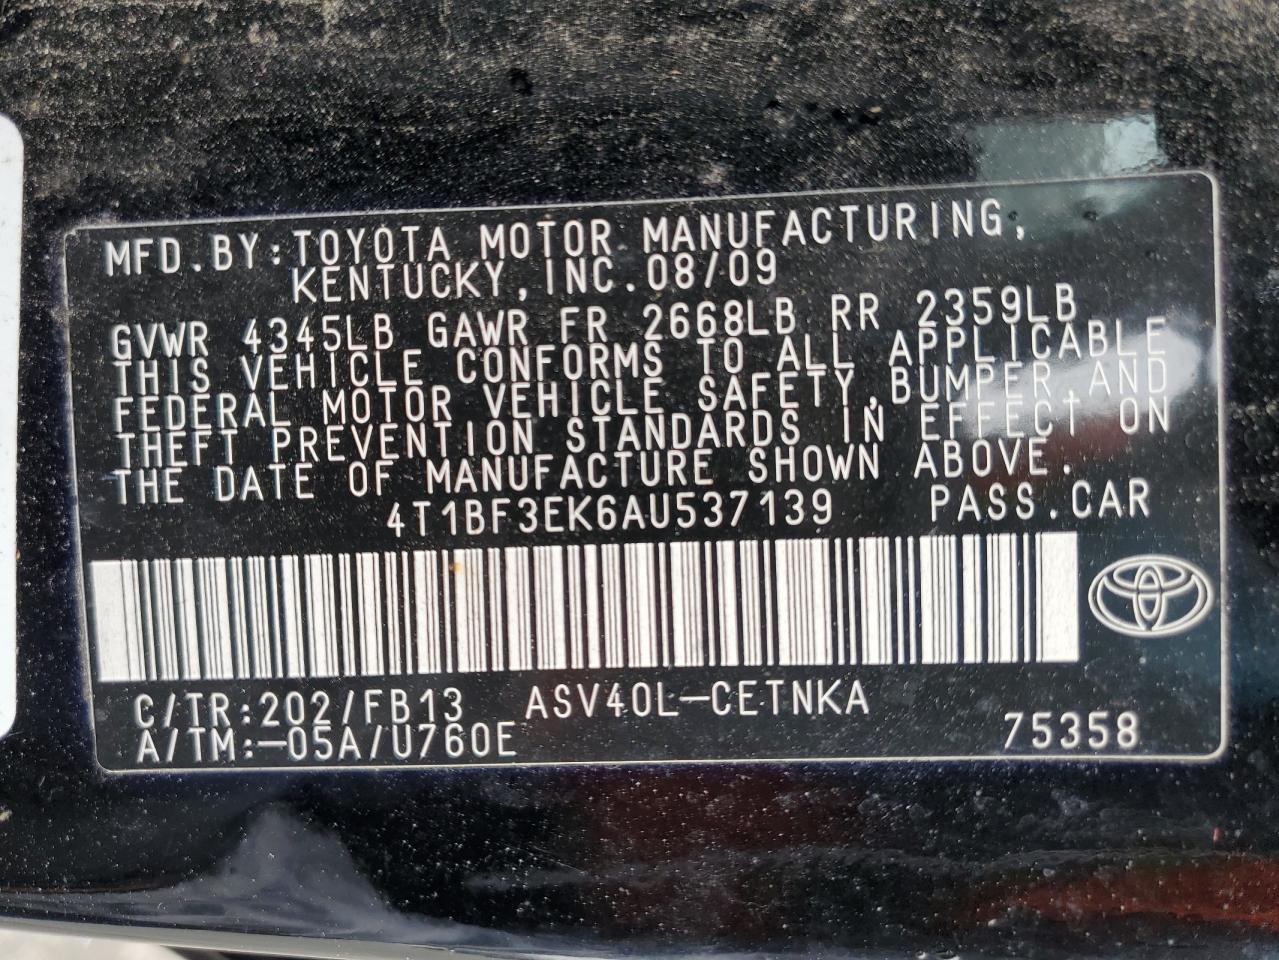 MFD.BY:TOYOTA MOTOR MANUFACTURING,
KENTUCKY,INC.08/09
GVWR 4345LB GAWR FR 2668LB RR 2359LB
THIS VEHICLE CONFORMS TO ALL APPLICABLE
FEDERAL MOTOR VEHICLE SAFETY,BUMPER,AND
THEFT PREVENTION STANDARDS IN EFFECT ON
THE DATE OF MANUFACTURE SHOWN ABOVE.
4T1BF3EK6AU537139 PASS.CAR
C/TR:202/FB13 ASV40L-CETNKA
A/TM:-05A/U760E 75358